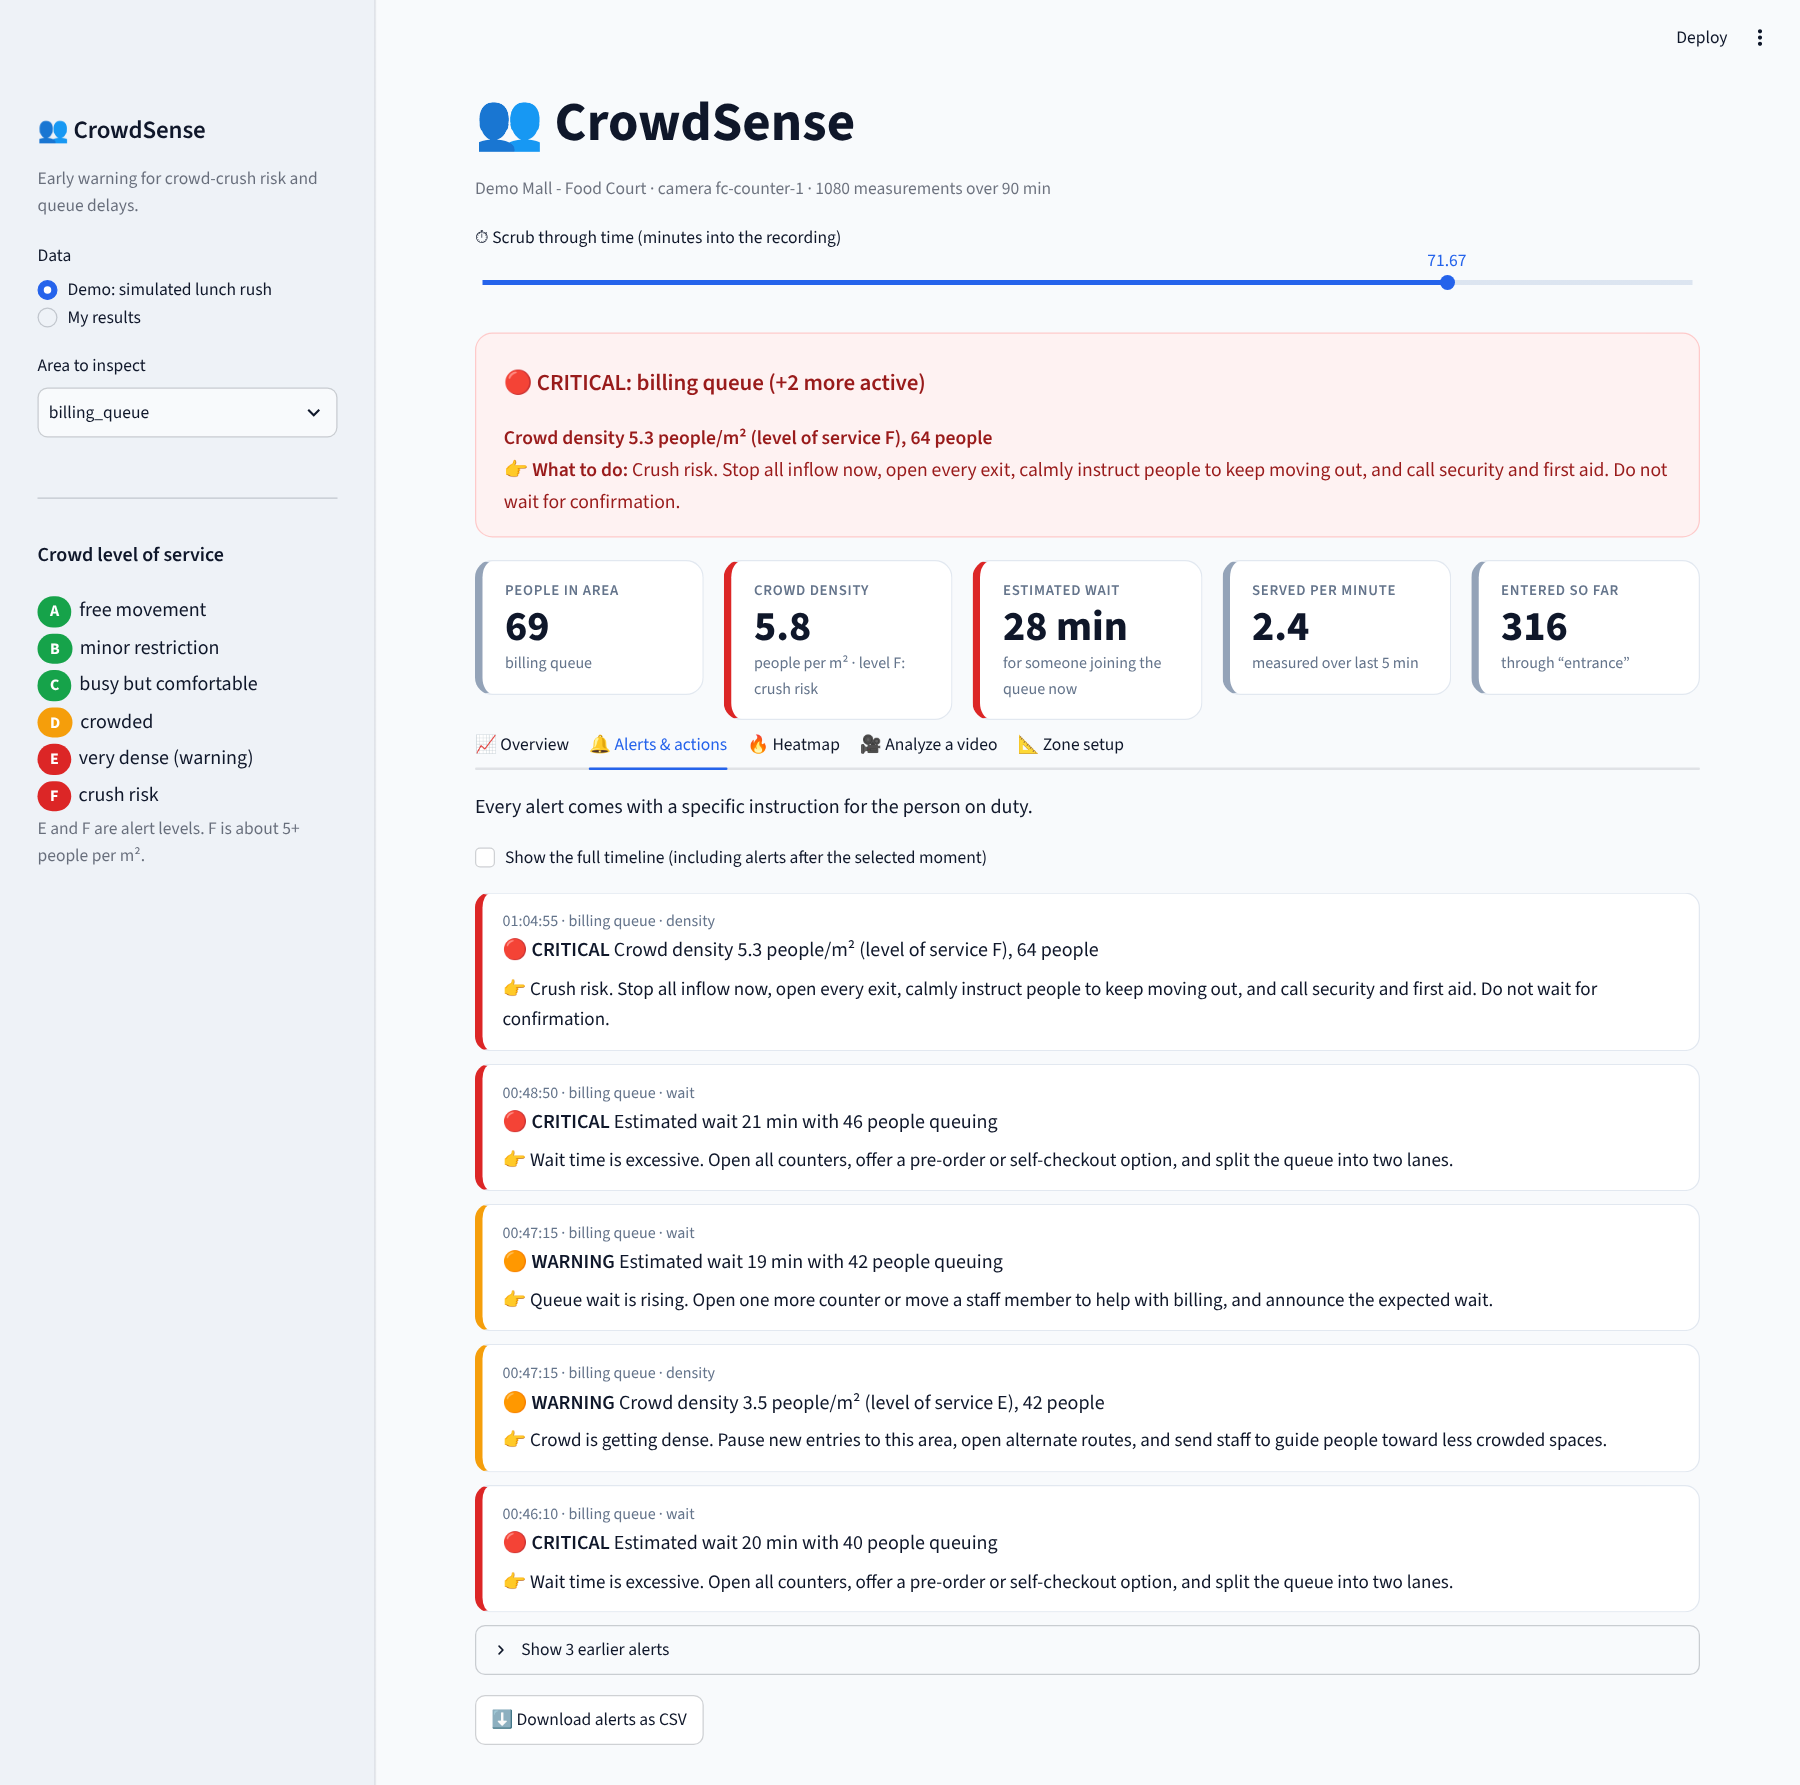 Deploy
👥 CrowdSense
Early warning for crowd-crush risk and
queue delays.
Data
Demo: simulated lunch rush
My results
Area to inspect
billing_queue
Crowd level of service
A free movement
B minor restriction
C busy but comfortable
D crowded
E very dense (warning)
F crush risk
E and F are alert levels. F is about 5+
people per m².
👥 CrowdSense
Demo Mall - Food Court · camera fc-counter-1 · 1080 measurements over 90 min
⏱ Scrub through time (minutes into the recording)
71.67
🔴 CRITICAL: billing queue (+2 more active)
Crowd density 5.3 people/m² (level of service F), 64 people
👉 What to do: Crush risk. Stop all inflow now, open every exit, calmly instruct people to keep moving out, and call security and first aid. Do not
wait for confirmation.
PEOPLE IN AREA
69
billing queue
CROWD DENSITY
5.8
people per m² · level F:
crush risk
ESTIMATED WAIT
28 min
for someone joining the
queue now
SERVED PER MINUTE
2.4
measured over last 5 min
ENTERED SO FAR
316
through “entrance”
📈 Overview 🔔 Alerts & actions 🔥 Heatmap 🎥 Analyze a video 📐 Zone setup
Every alert comes with a specific instruction for the person on duty.
Show the full timeline (including alerts after the selected moment)
01:04:55 · billing queue · density
🔴 CRITICAL Crowd density 5.3 people/m² (level of service F), 64 people
👉 Crush risk. Stop all inflow now, open every exit, calmly instruct people to keep moving out, and call security and first aid. Do not wait for
confirmation.
00:48:50 · billing queue · wait
🔴 CRITICAL Estimated wait 21 min with 46 people queuing
👉 Wait time is excessive. Open all counters, offer a pre-order or self-checkout option, and split the queue into two lanes.
00:47:15 · billing queue · wait
🟠 WARNING Estimated wait 19 min with 42 people queuing
👉 Queue wait is rising. Open one more counter or move a staff member to help with billing, and announce the expected wait.
00:47:15 · billing queue · density
🟠 WARNING Crowd density 3.5 people/m² (level of service E), 42 people
👉 Crowd is getting dense. Pause new entries to this area, open alternate routes, and send staff to guide people toward less crowded spaces.
00:46:10 · billing queue · wait
🔴 CRITICAL Estimated wait 20 min with 40 people queuing
👉 Wait time is excessive. Open all counters, offer a pre-order or self-checkout option, and split the queue into two lanes.
Show 3 earlier alerts
⬇️ Download alerts as CSV